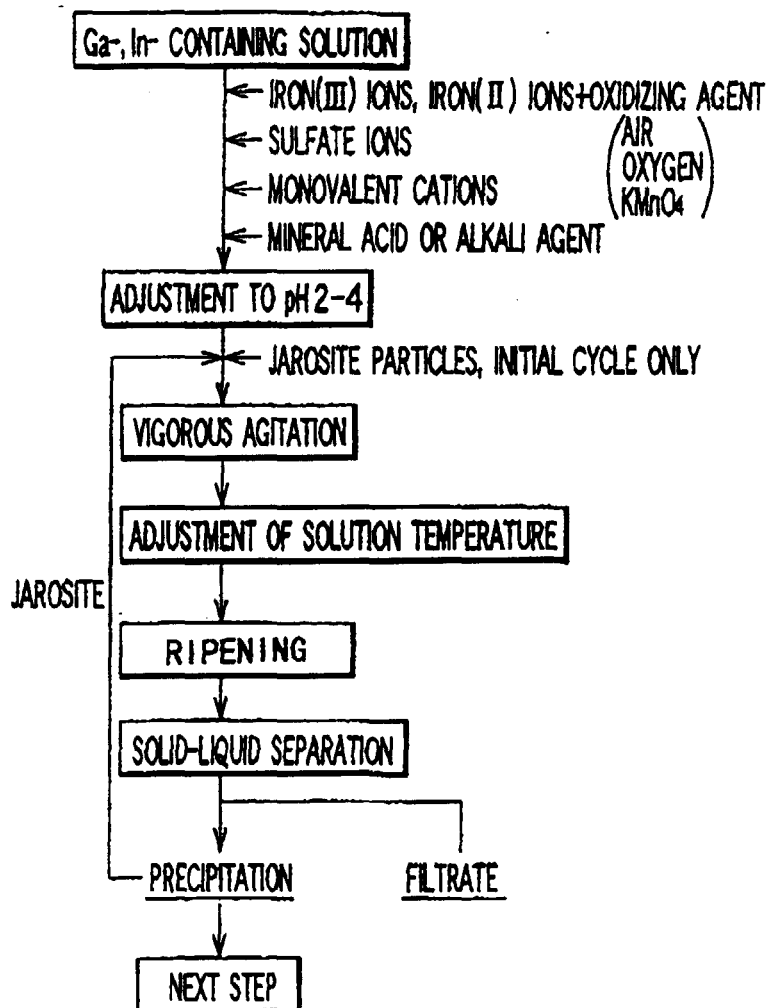 Ga-, In- CONTAINING SOLUTION
IRON(III) IONS, IRON(II) IONS+OXIDIZING AGENT
SULFATE IONS
AIR
OXYGEN
KMnO4
MONOVALENT CATIONS
MINERAL ACID OR ALKALI AGENT
ADJUSTMENT TO pH 2-4
JAROSITE PARTICLES, INITIAL CYCLE ONLY
VIGOROUS AGITATION
ADJUSTMENT OF SOLUTION TEMPERATURE
JAROSITE
RIPENING
SOLID-LIQUID SEPARATION
PRECIPITATION
FILTRATE
NEXT STEP